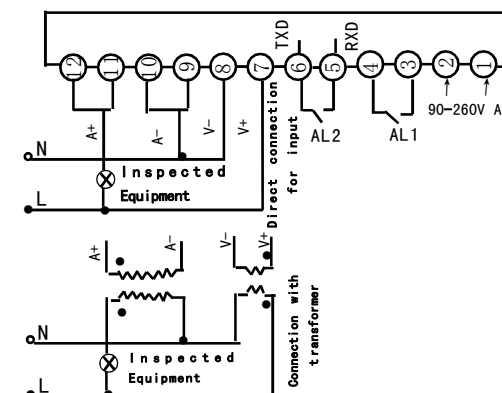 TXD
RXD
12 11 10 9 8 7 6 5 4 3 2 1
90-260V A
A+ A- V- V+
AL2 AL1
Direct connection
for input
N
Inspected
Equipment
L
A+ A- V- V+
Connection with
transformer
N
Inspected
Equipment
L